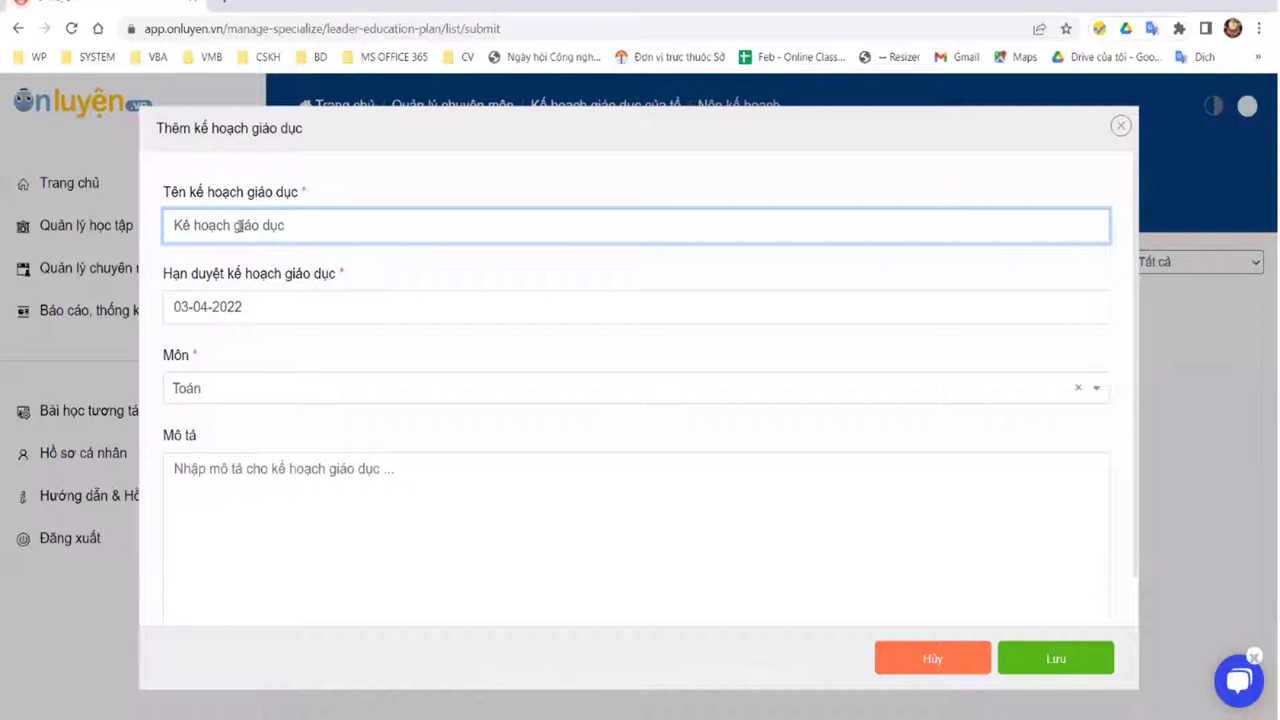 app.onluyen.vn/manage-specialize/leader-education-plan/list/submit
WP SYSTEM VBA VMB CSKH BD MS OFFICE 365 CV Ngày hội Công ngh... Đơn vị trưc thuôc Sở Feb - Online Class... -- Resizer Gmail Maps Drive của tôi - Goo... Dịch »
Ôn luyện.vn
Trang chủ / Quản lý chuyên môn / Kế hoạch giáo dục của tổ / Nộp kế hoạch
Thêm kế hoạch giáo dục
Trang chủ
Quản lý học tập
Quản lý chuyên
Báo cáo, thống k
Bài học tương tá
Hồ sơ cá nhân
Hướng dẫn & Hỗ
Đăng xuất
Tên kế hoạch giáo dục *
Kế hoạch giáo dục
Hạn duyệt kế hoạch giáo dục *
03-04-2022
Tất cả
Môn *
Toán
Mô tả
Nhập mô tả cho kế hoạch giáo dục ...
Hủy
Lưu